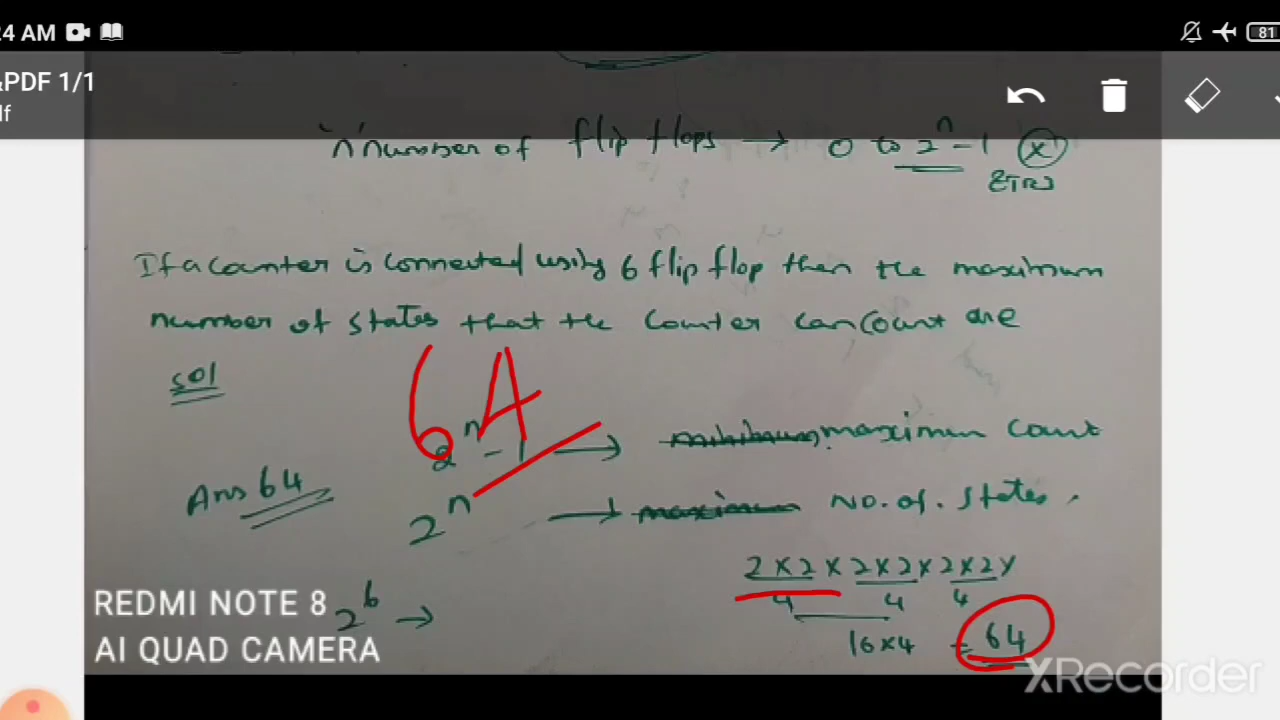 24 AM
81
&PDF 1/1
df
'n' number of flip flops → 0 to 2ⁿ-1 (x)
If a counter is connected using 6 flip flop then the maximum
number of states that the counter can count are
sol
64
2ⁿ-1 → maximum count
Ans 64
2ⁿ → No. of. states.
2 x 2 x 2 x 2 x 2 x 2 x
4 4 4
REDMI NOTE 8
2⁶ →
16 x 4 = 64
AI QUAD CAMERA
XRecorder